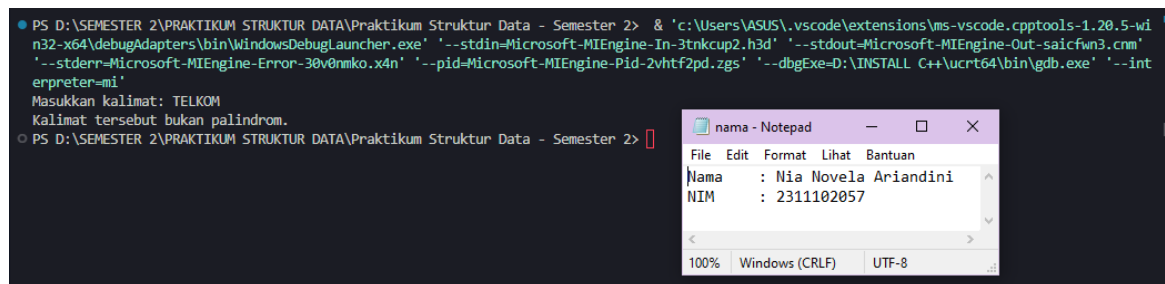 PS D:\SEMESTER 2\PRAKTIKUM STRUKTUR DATA\Praktikum Struktur Data - Semester 2>  & 'c:\Users\ASUS\.vscode\extensions\ms-vscode.cpptools-1.20.5-wi
n32-x64\debugAdapters\bin\WindowsDebugLauncher.exe' '--stdin=Microsoft-MIEngine-In-3tnkcup2.h3d' '--stdout=Microsoft-MIEngine-Out-saicfwn3.cnm'
'--stderr=Microsoft-MIEngine-Error-30v0nmko.x4n' '--pid=Microsoft-MIEngine-Pid-2vhtf2pd.zgs' '--dbgExe=D:\INSTALL C++\ucrt64\bin\gdb.exe' '--int
erpreter=mi'
Masukkan kalimat: TELKOM
Kalimat tersebut bukan palindrom.
PS D:\SEMESTER 2\PRAKTIKUM STRUKTUR DATA\Praktikum Struktur Data - Semester 2>
nama - Notepad
File Edit Format Lihat Bantuan
Nama : Nia Novela Ariandini
NIM : 2311102057
100% Windows (CRLF) UTF-8